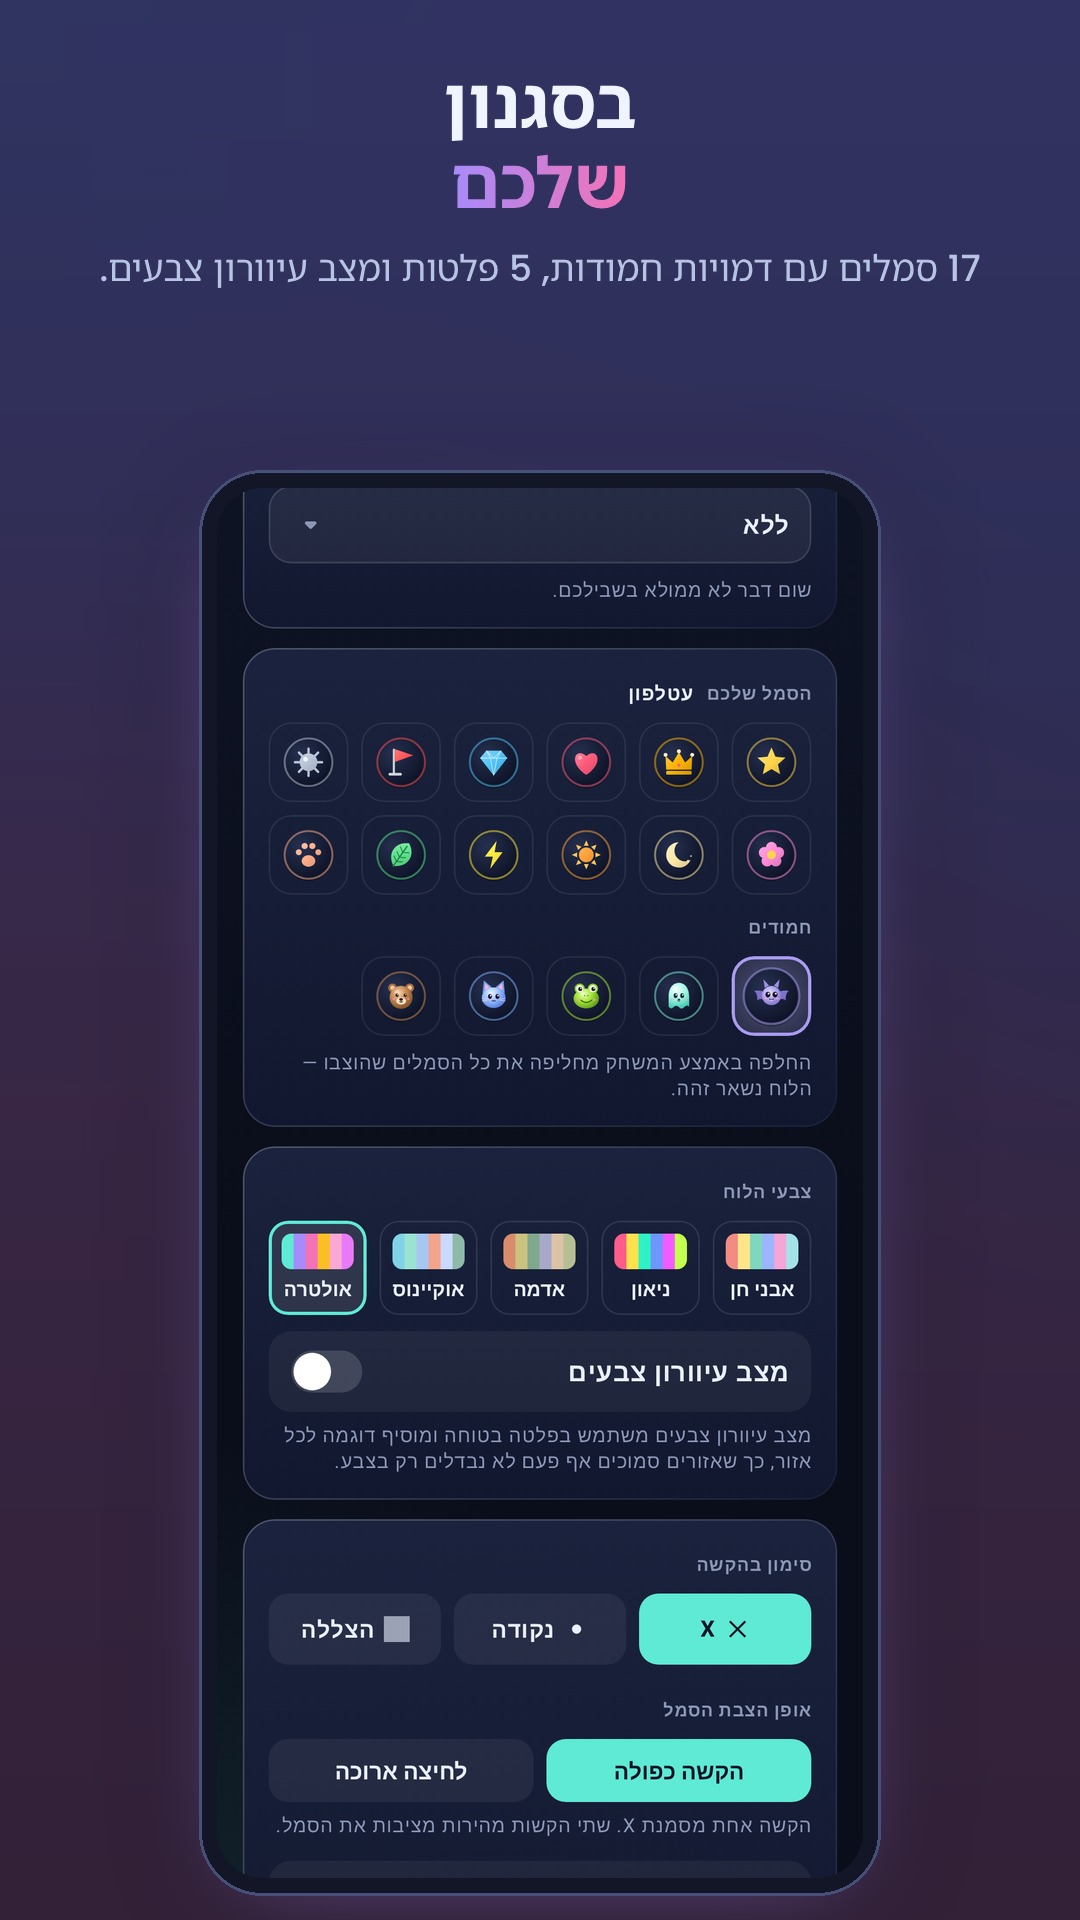 בסגנון
שלכם
17 סמלים עם דמויות חמודות, 5 פלטות ומצב עיוורון צבעים.
ללא
שום דבר לא ממולא בשבילכם.
הסמל שלכם עטלפון
חמודים
החלפה באמצע המשחק מחליפה את כל הסמלים שהוצבו –
הלוח נשאר זהה.
צבעי הלוח
אבני חן ניאון אדמה אוקיינוס אולטרה
מצב עיוורון צבעים
מצב עיוורון צבעים משתמש בפלטה בטוחה ומוסיף דוגמה לכל
אזור, כך שאזורים סמוכים אף פעם לא נבדלים רק בצבע.
סימון בהקשה
X נקודה הצללה
אופן הצבת הסמל
הקשה כפולה לחיצה ארוכה
הקשה אחת מסמנת X. שתי הקשות מהירות מציבות את הסמל.